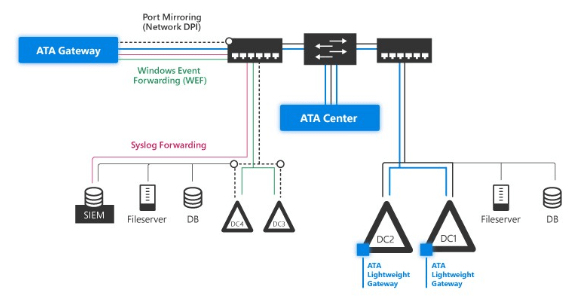 Port Mirroring
(Network DPI)
ATA Gateway
Windows Event
Forwarding (WEF)
ATA Center
Syslog Forwarding
SIEM
Fileserver
DB
DC4
DC3
DC2
DC1
Fileserver
DB
ATA
Lightweight
Gateway
ATA
Lightweight
Gateway